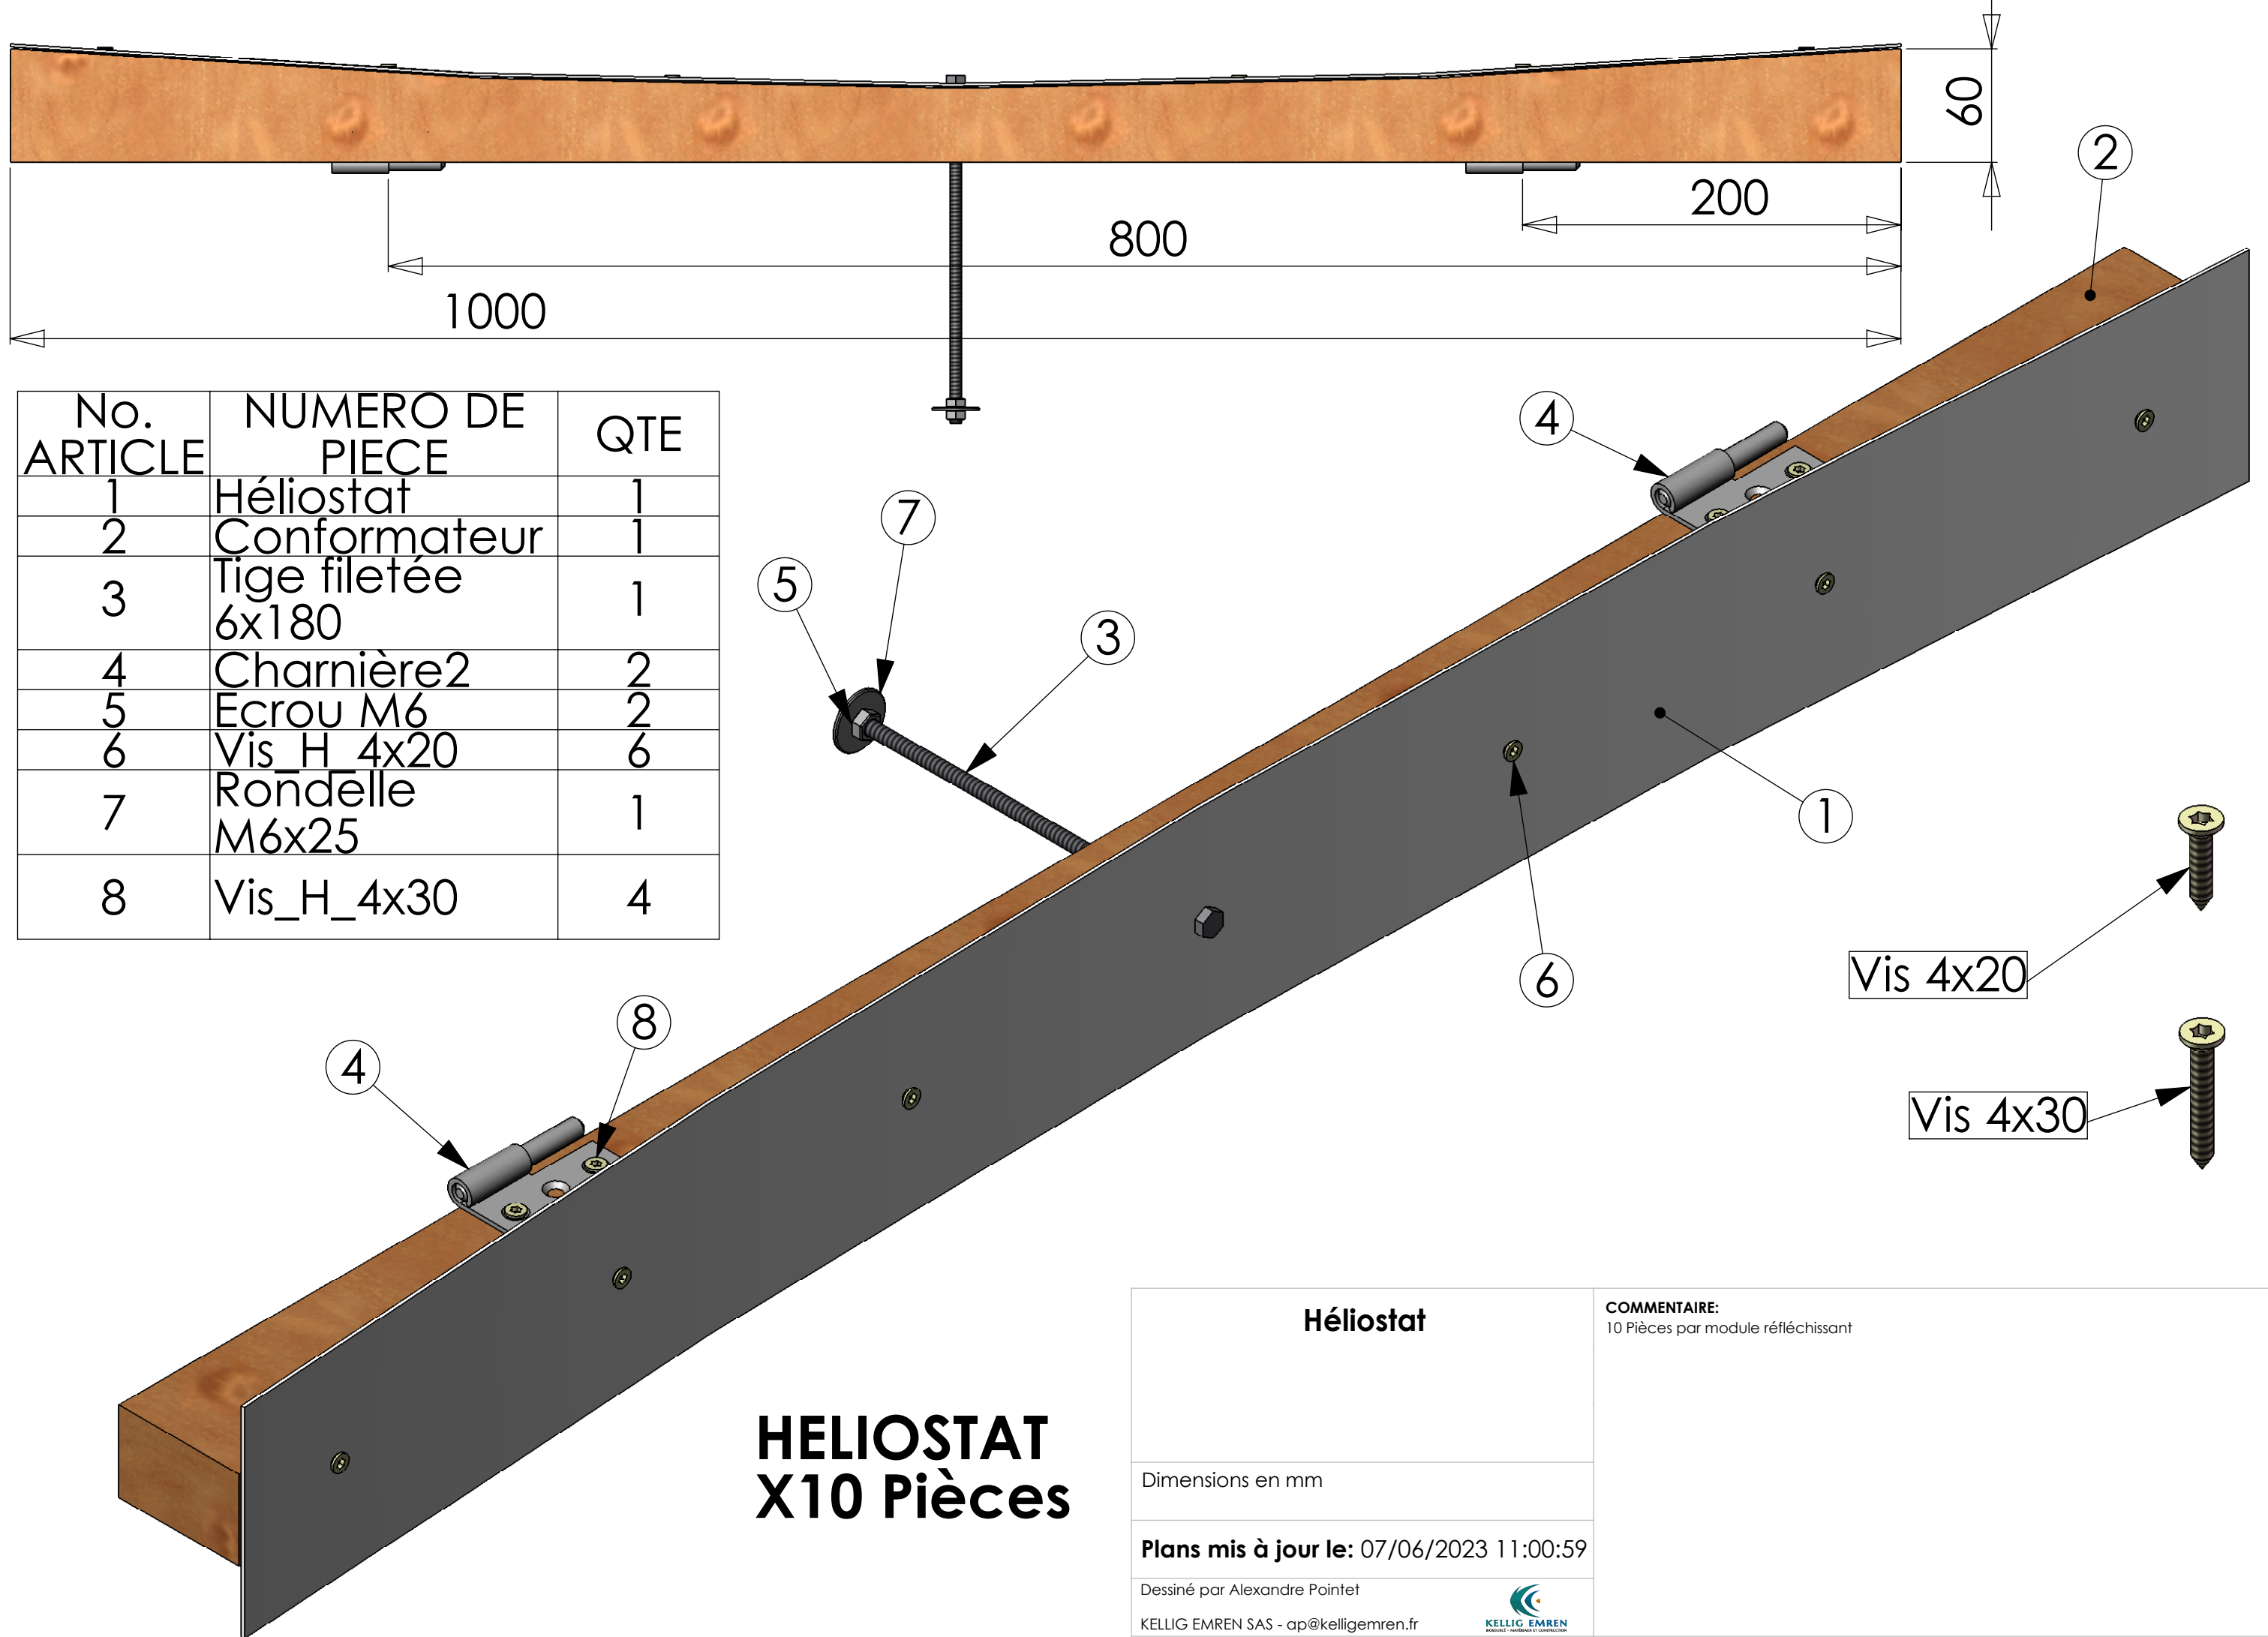 60
200
800
1000
2
No. ARTICLE NUMERO DE PIECE QTE
1 Héliostat 1
2 Conformateur 1
3 Tige filetée 6x180 1
4 Charnière2 2
5 Ecrou M6 2
6 Vis_H_4x20 6
7 Rondelle M6x25 1
8 Vis_H_4x30 4
4
7
5
3
1
6
Vis 4x20
8
4
Vis 4x30
HELIOSTAT
X10 Pièces
Héliostat
COMMENTAIRE:
10 Pièces par module réfléchissant
Dimensions en mm
Plans mis à jour le: 07/06/2023 11:00:59
Dessiné par Alexandre Pointet
KELLIG EMREN SAS - ap@kelligemren.fr
KELLIG EMREN